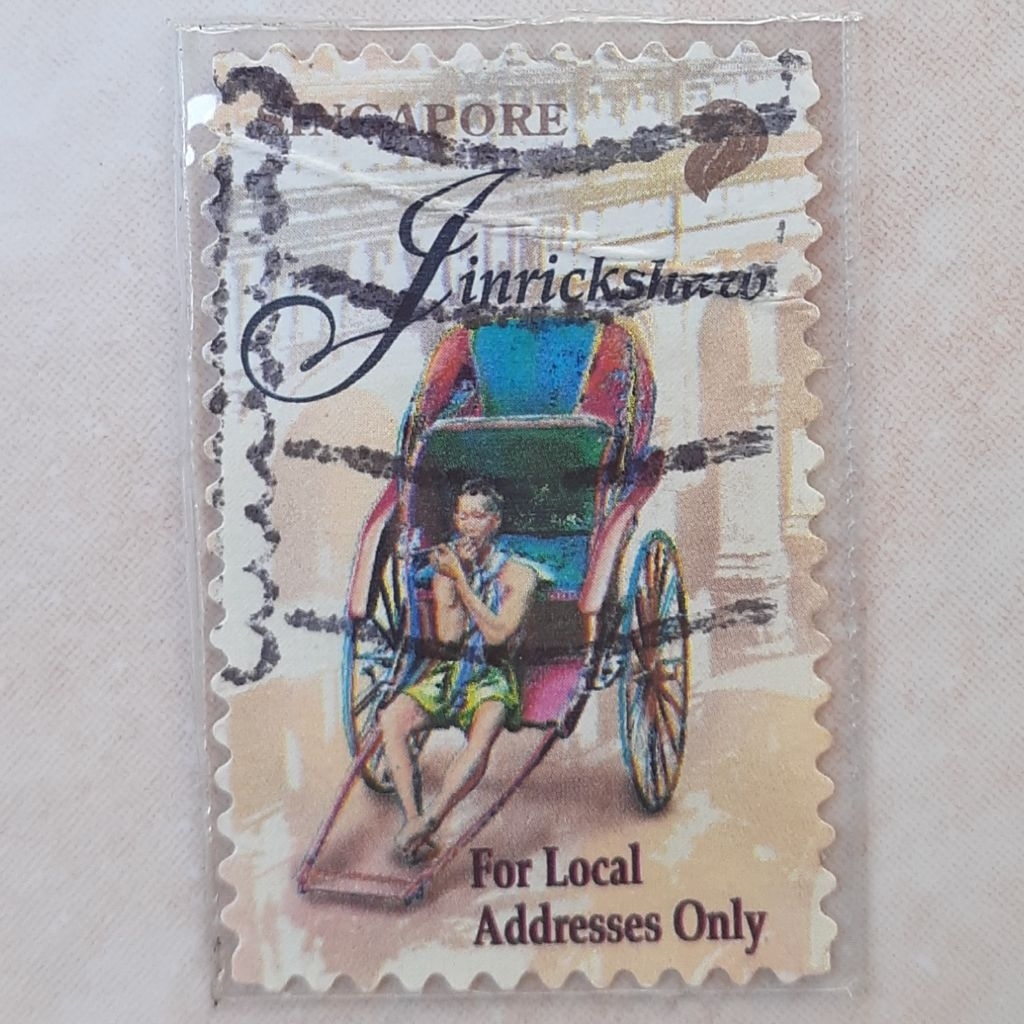 SINGAPORE
Jinrickshaw
For Local
Addresses Only